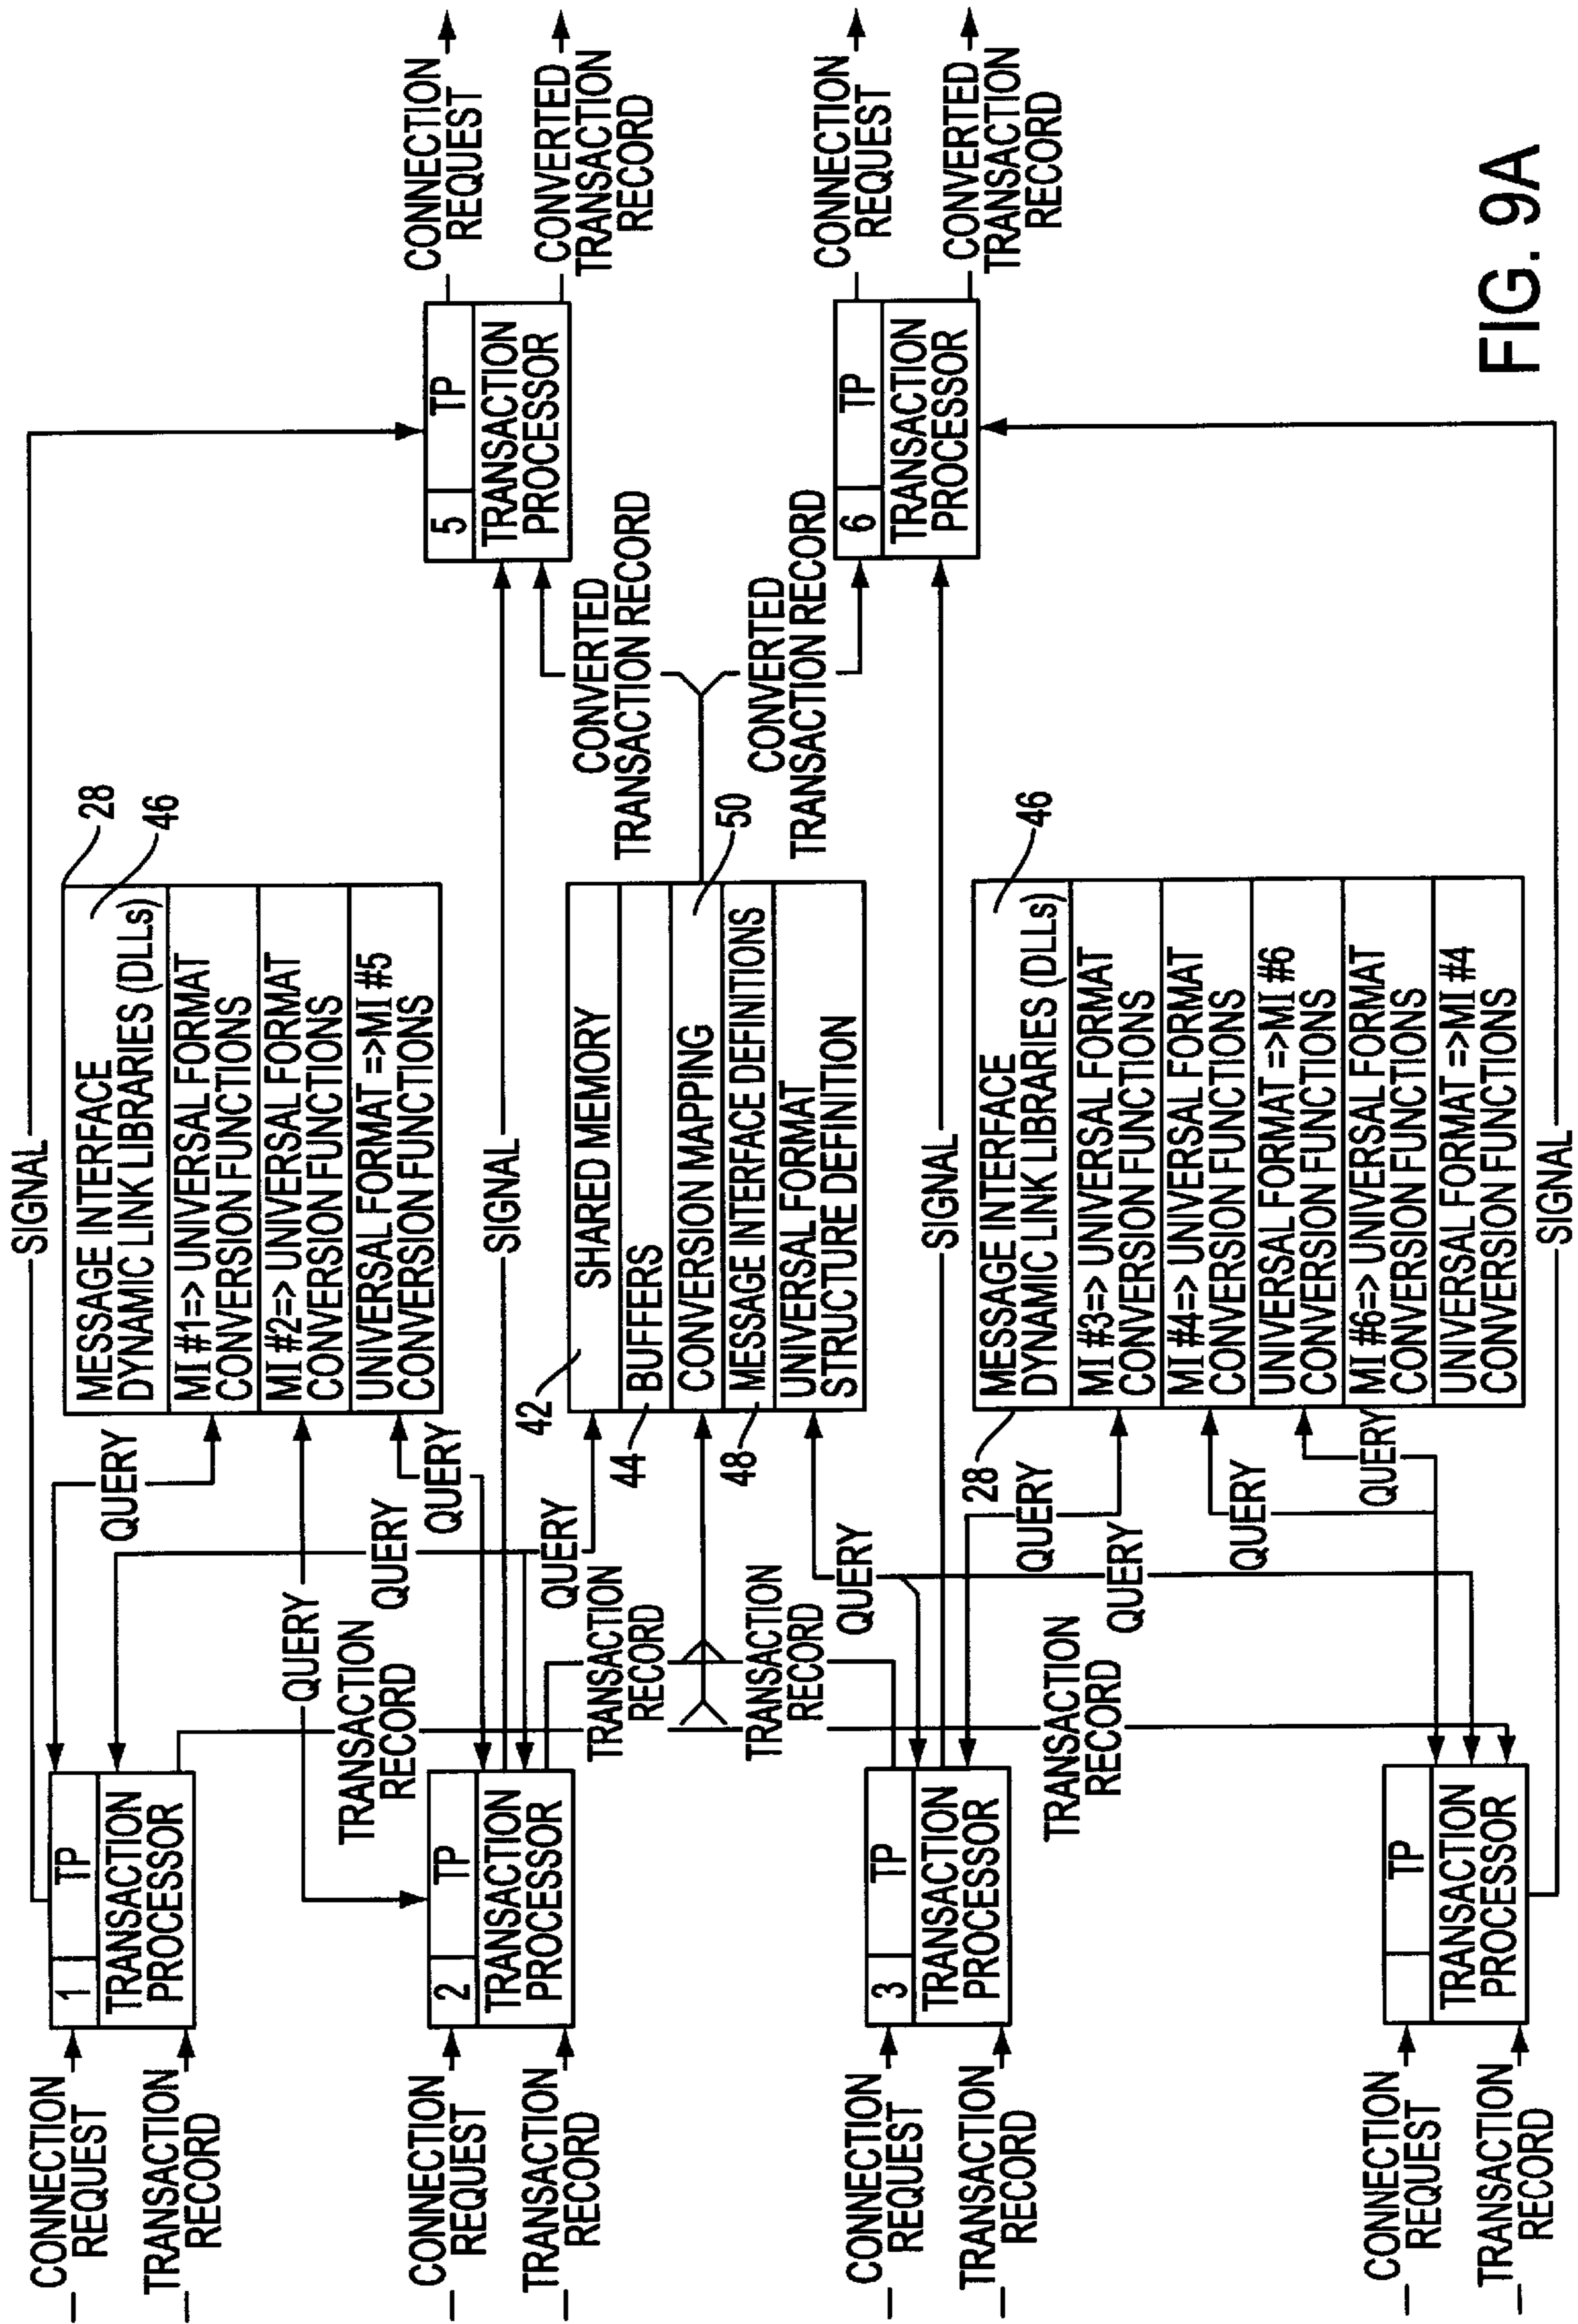 CONNECTION
REQUEST
TRANSACTION
RECORD
1
TP
TRANSACTION
PROCESSOR
CONNECTION
REQUEST
TRANSACTION
RECORD
2
TP
TRANSACTION
PROCESSOR
CONNECTION
REQUEST
TRANSACTION
RECORD
3
TP
TRANSACTION
PROCESSOR
CONNECTION
REQUEST
TRANSACTION
RECORD
TP
TRANSACTION
PROCESSOR
SIGNAL
QUERY
QUERY
QUERY
QUERY
TRANSACTION
RECORD
SIGNAL
QUERY
TRANSACTION
RECORD
TRANSACTION
RECORD
QUERY
SIGNAL
QUERY
QUERY
QUERY
QUERY
TRANSACTION
RECORD
SIGNAL
28
46
MESSAGE INTERFACE
DYNAMIC LINK LIBRARIES (DLLs)
MI #1=> UNIVERSAL FORMAT
CONVERSION FUNCTIONS
MI #2=> UNIVERSAL FORMAT
CONVERSION FUNCTIONS
UNIVERSAL FORMAT =>MI #5
CONVERSION FUNCTIONS
42
SHARED MEMORY
44
BUFFERS
50
CONVERSION MAPPING
48
MESSAGE INTERFACE DEFINITIONS
UNIVERSAL FORMAT
STRUCTURE DEFINITION
28
46
MESSAGE INTERFACE
DYNAMIC LINK LIBRARIES (DLLs)
MI #3=> UNIVERSAL FORMAT
CONVERSION FUNCTIONS
MI #4=> UNIVERSAL FORMAT
CONVERSION FUNCTIONS
UNIVERSAL FORMAT =>MI #6
CONVERSION FUNCTIONS
MI #6=> UNIVERSAL FORMAT
CONVERSION FUNCTIONS
UNIVERSAL FORMAT =>MI #4
CONVERSION FUNCTIONS
CONVERTED
TRANSACTION RECORD
CONVERTED
TRANSACTION RECORD
5
TP
TRANSACTION
PROCESSOR
CONNECTION
REQUEST
CONVERTED
TRANSACTION
RECORD
6
TP
TRANSACTION
PROCESSOR
CONNECTION
REQUEST
CONVERTED
TRANSACTION
RECORD
FIG. 9A